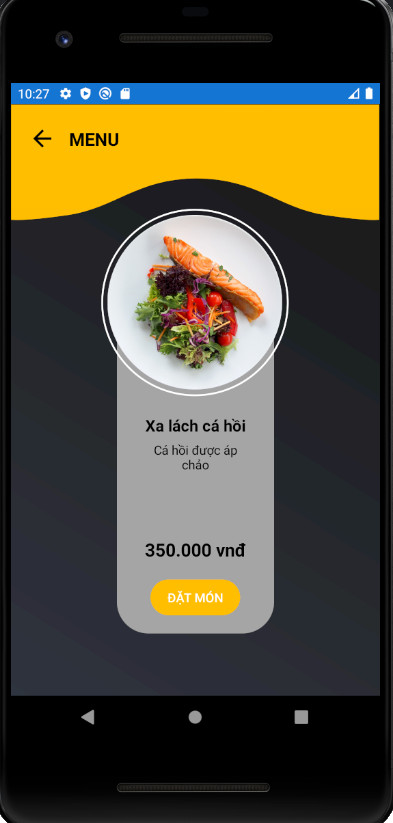 10:27
MENU
Xa lách cá hồi
Cá hồi được áp
chảo
350.000 vnđ
ĐẶT MÓN